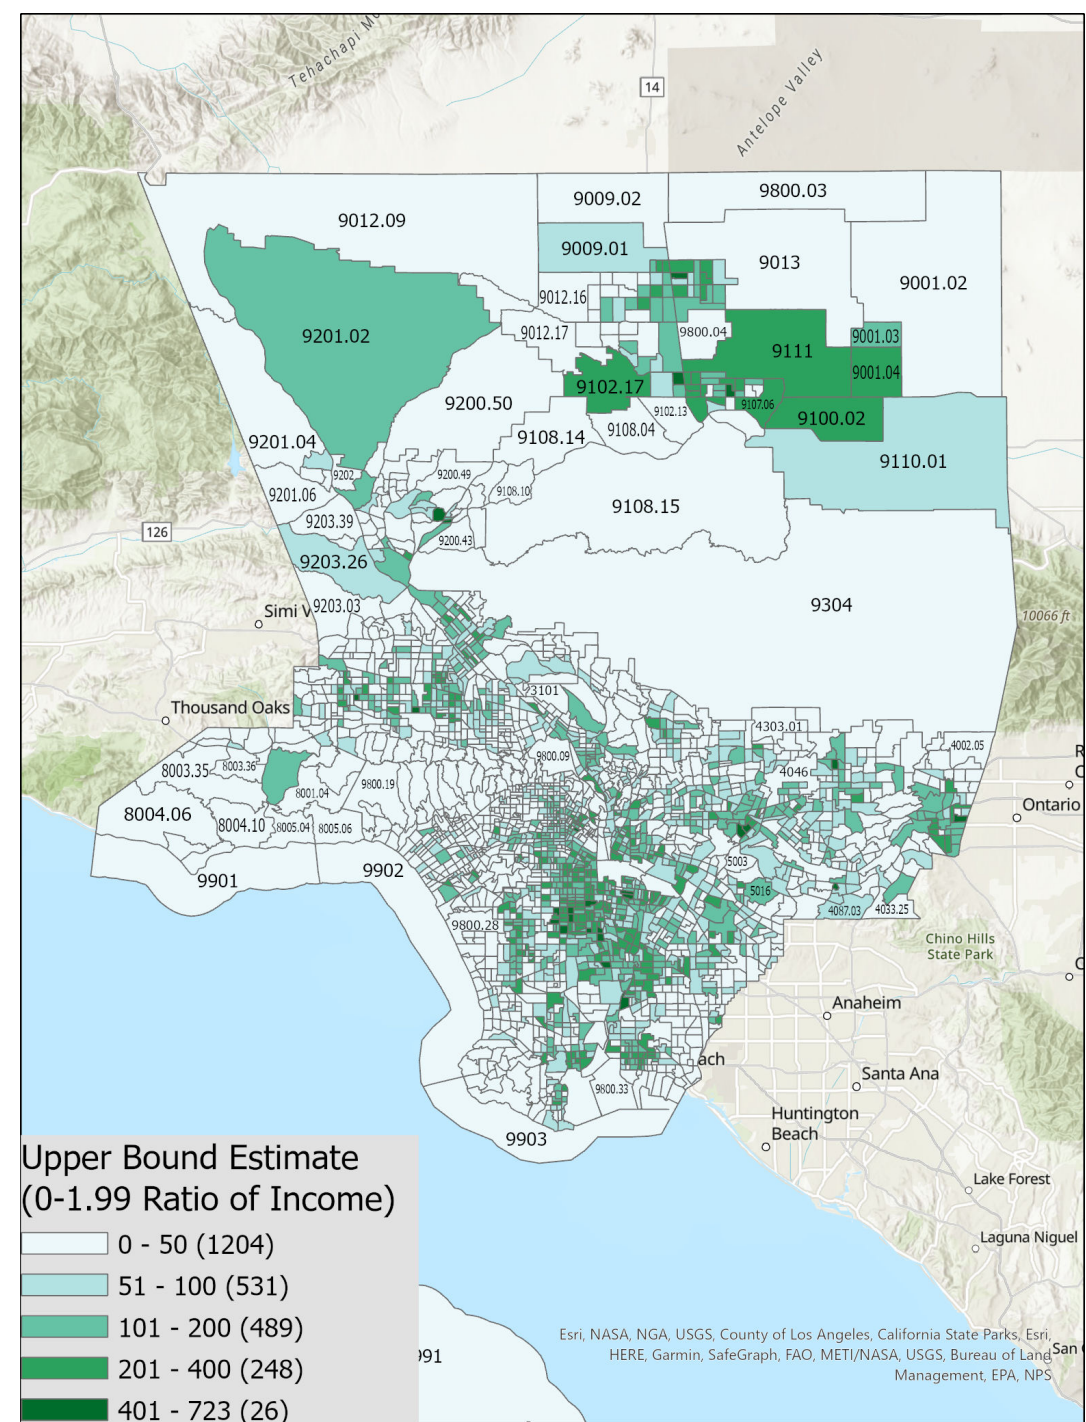 Tehachapi Mo
14
Antelope Valley
9009.02
9800.03
9012.09
9009.01
9013
9001.02
9012.16
9012.17
9800.04
9001.03
9201.02
9111
9001.04
9102.17
9200.50
9102.13
9107.06
9100.02
9201.04
9108.14
9108.04
9110.01
9202
9200.49
9201.06
9108.10
9108.15
9203.39
126
9200.43
9203.26
9304
Simi V
9203.03
10066 ft
3101
Thousand Oaks
4303.01
4002.05
R
9800.09
8003.36
8003.35
4046
C
9800.19
8001.04
Ontario
8004.06
8004.10
8005.04
8005.06
5003
9901
9902
5016
4087.03
4033.25
9800.28
Chino Hills
State Park
C
Anaheim
ach
Santa Ana
9800.33
Huntington
Beach
9903
Lake Forest
Laguna Niguel
Upper Bound Estimate
(0-1.99 Ratio of Income)
0 - 50 (1204)
51 - 100 (531)
101 - 200 (489)
201 - 400 (248)
401 - 723 (26)
991
San
Esri, NASA, NGA, USGS, County of Los Angeles, California State Parks, Esri,
HERE, Garmin, SafeGraph, FAO, METI/NASA, USGS, Bureau of Land
Management, EPA, NPS